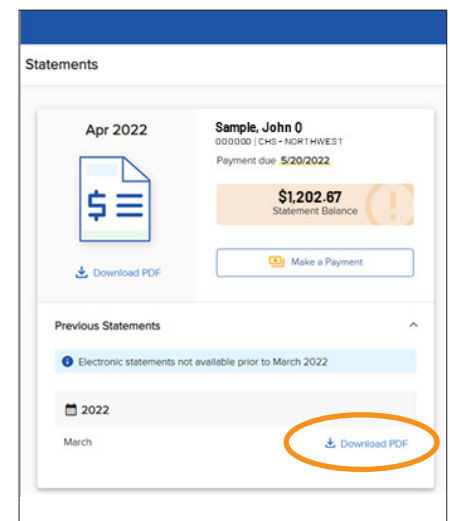 Statements
Apr 2022
Download PDF
Sample, John Q
000000 | CHS - NORTHWEST
Payment due 5/20/2022
$1,202.67
Statement Balance
Make a Payment
Previous Statements
Electronic statements not available prior to March 2022
2022
March
Download PDF